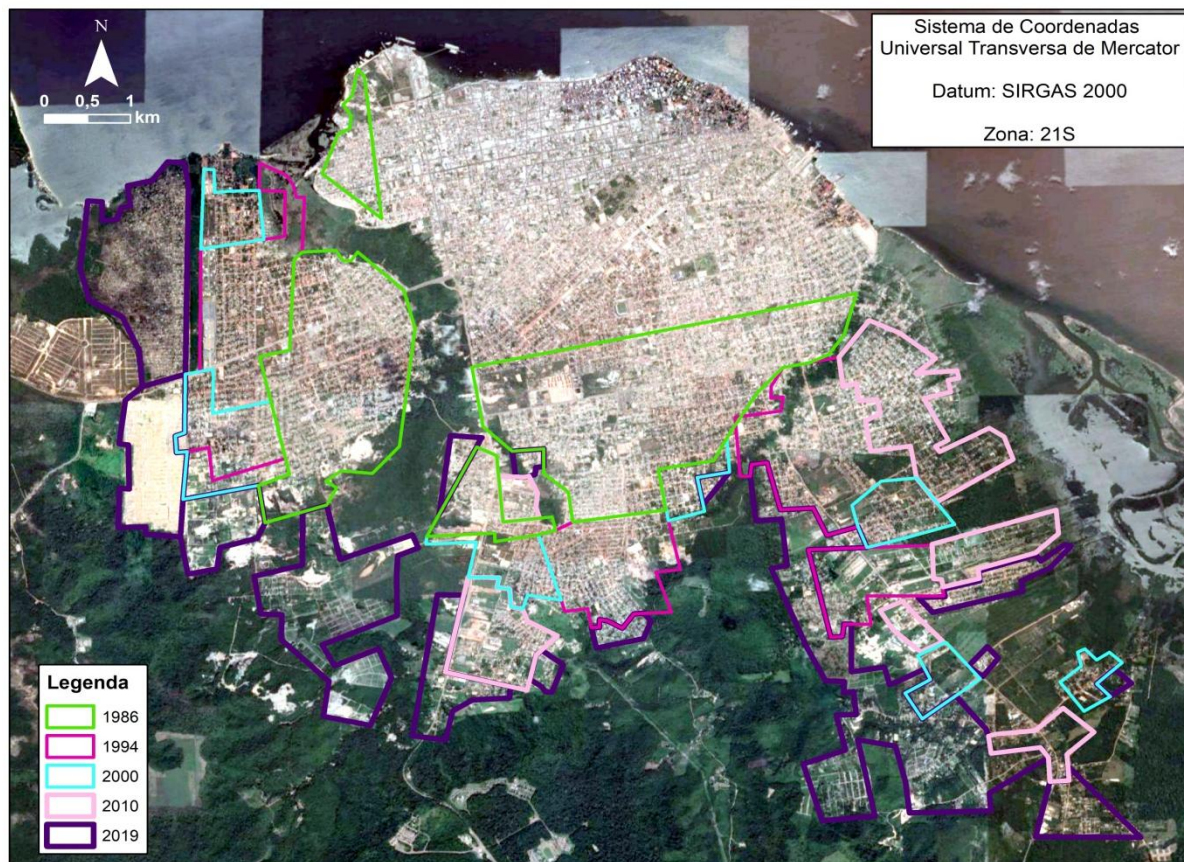 N
0 0,5 1
km
Sistema de Coordenadas
Universal Transversa de Mercator
Datum: SIRGAS 2000
Zona: 21S
Legenda
1986
1994
2000
2010
2019